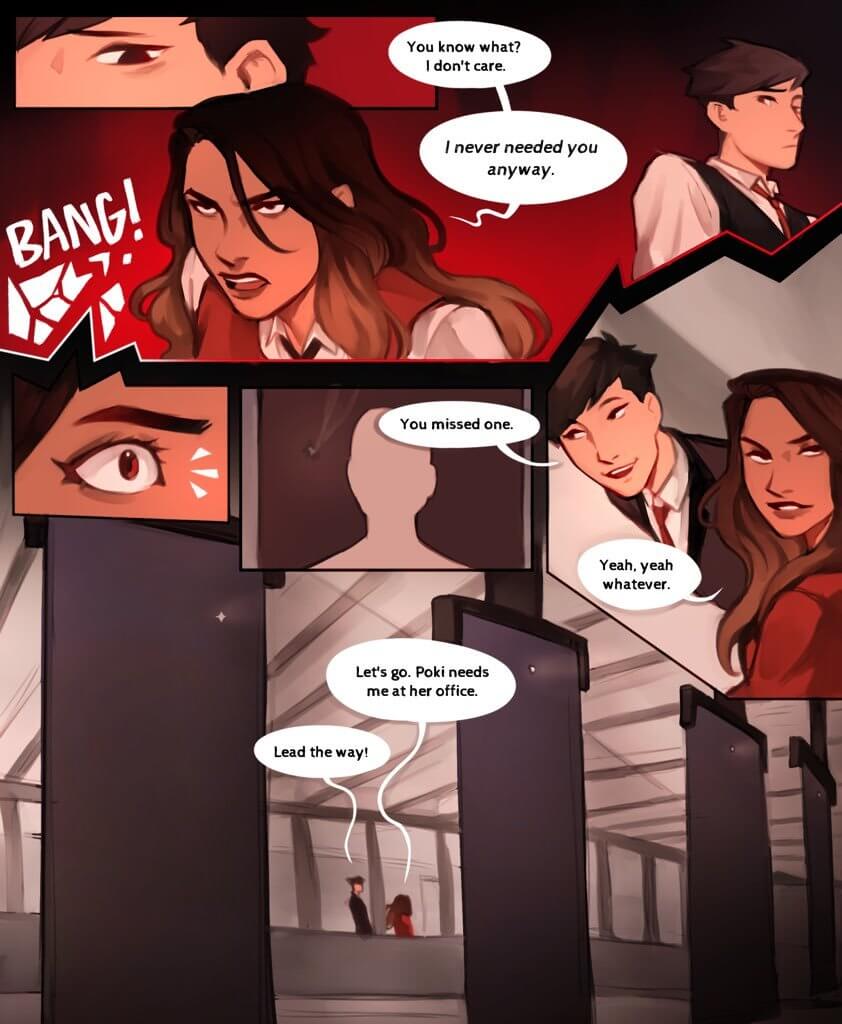 You know what?
I don't care.
I never needed you
anyway.
BANG!
You missed one.
Yeah, yeah
whatever.
Let's go. Poki needs
me at her office.
Lead the way!